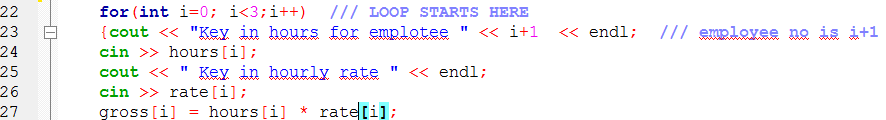 22 for(int i=0; i<3;i++) /// LOOP STARTS HERE
23 {cout << "Key in hours for emplotee " << i+1 << endl; /// employee no is i+1
24 cin >> hours[i];
25 cout << " Key in hourly rate " << endl;
26 cin >> rate[i];
27 gross[i] = hours[i] * rate[i];